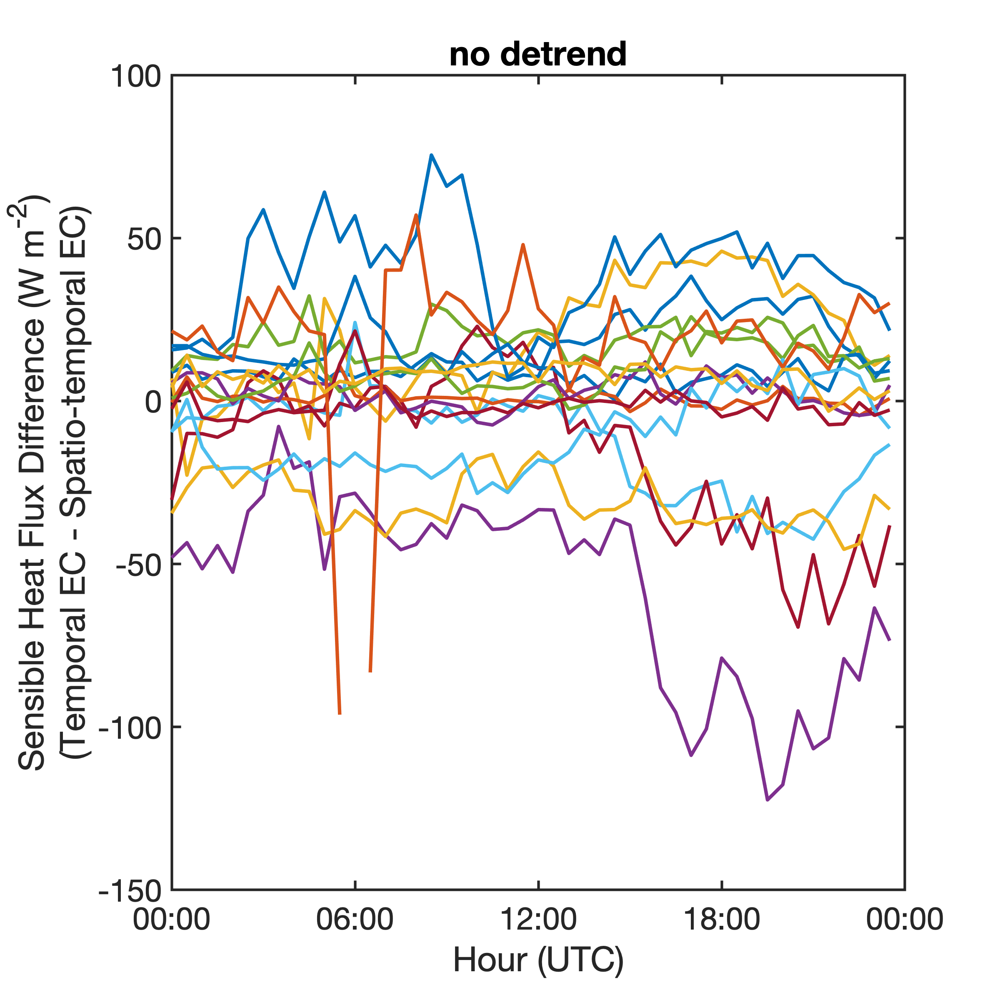 no detrend
Sensible Heat Flux Difference (W m⁻²)
(Temporal EC - Spatio-temporal EC)
100
50
0
-50
-100
-150
00:00
06:00
12:00
18:00
00:00
Hour (UTC)